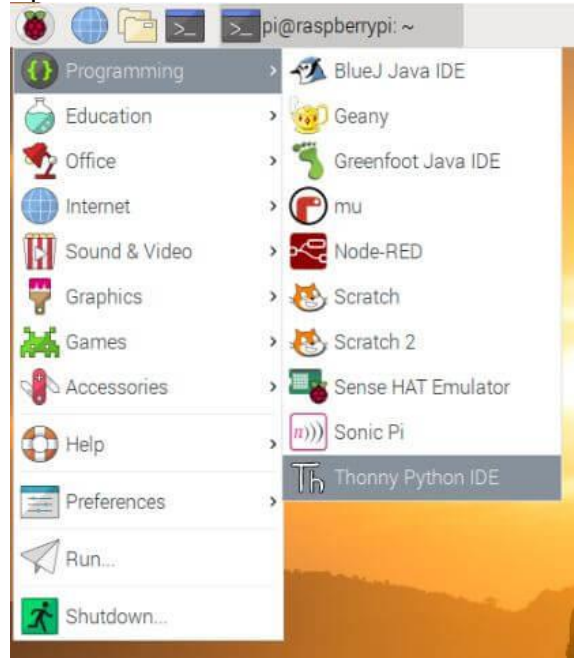 pi@raspberrypi: ~
Programming
Education
Office
Internet
Sound & Video
Graphics
Games
Accessories
Help
Preferences
Run...
Shutdown...
BlueJ Java IDE
Geany
Greenfoot Java IDE
mu
Node-RED
Scratch
Scratch 2
Sense HAT Emulator
n)))
Sonic Pi
Th
Thonny Python IDE